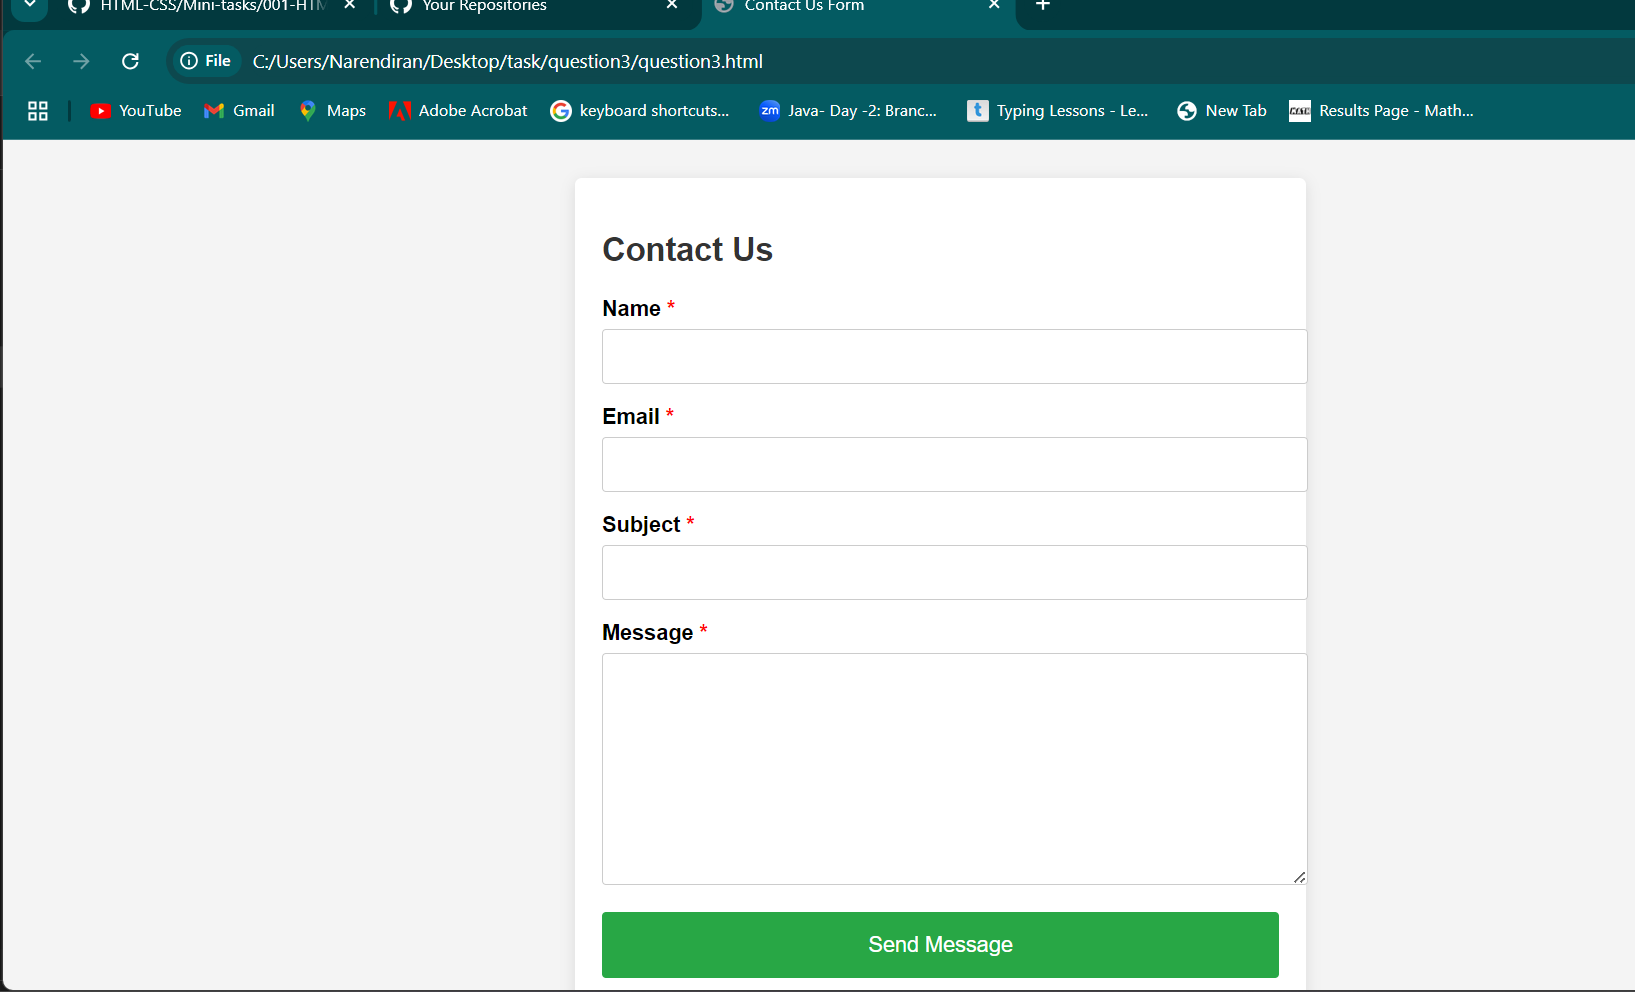 HTML-CSS/Mini-tasks/001-HTM
Your Repositories
Contact Us Form
File
C:/Users/Narendiran/Desktop/task/question3/question3.html
YouTube
Gmail
Maps
Adobe Acrobat
keyboard shortcuts...
zm
Java- Day -2: Branc...
t
Typing Lessons - Le...
New Tab
MATH
Results Page - Math...
Contact Us
Name *
Email *
Subject *
Message *
Send Message